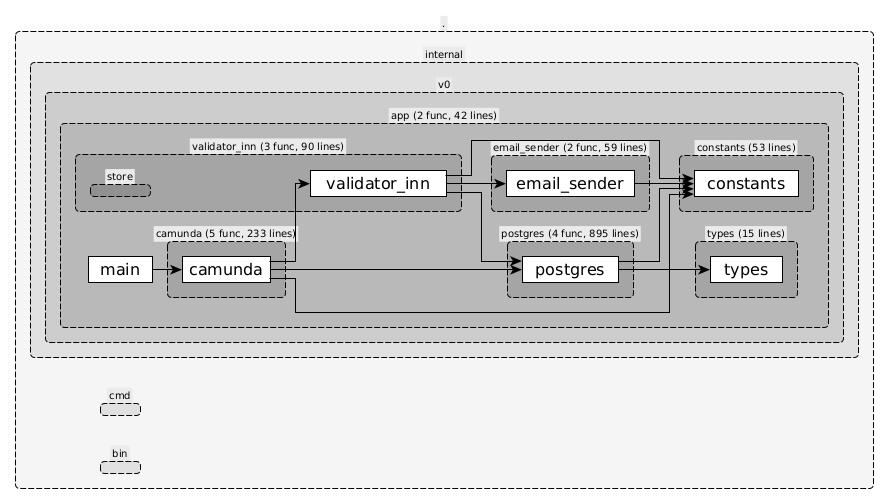 .
internal
v0
app (2 func, 42 lines)
validator_inn (3 func, 90 lines)
email_sender (2 func, 59 lines)
constants (53 lines)
store
validator_inn
email_sender
constants
camunda (5 func, 233 lines)
postgres (4 func, 895 lines)
types (15 lines)
main
camunda
postgres
types
cmd
bin